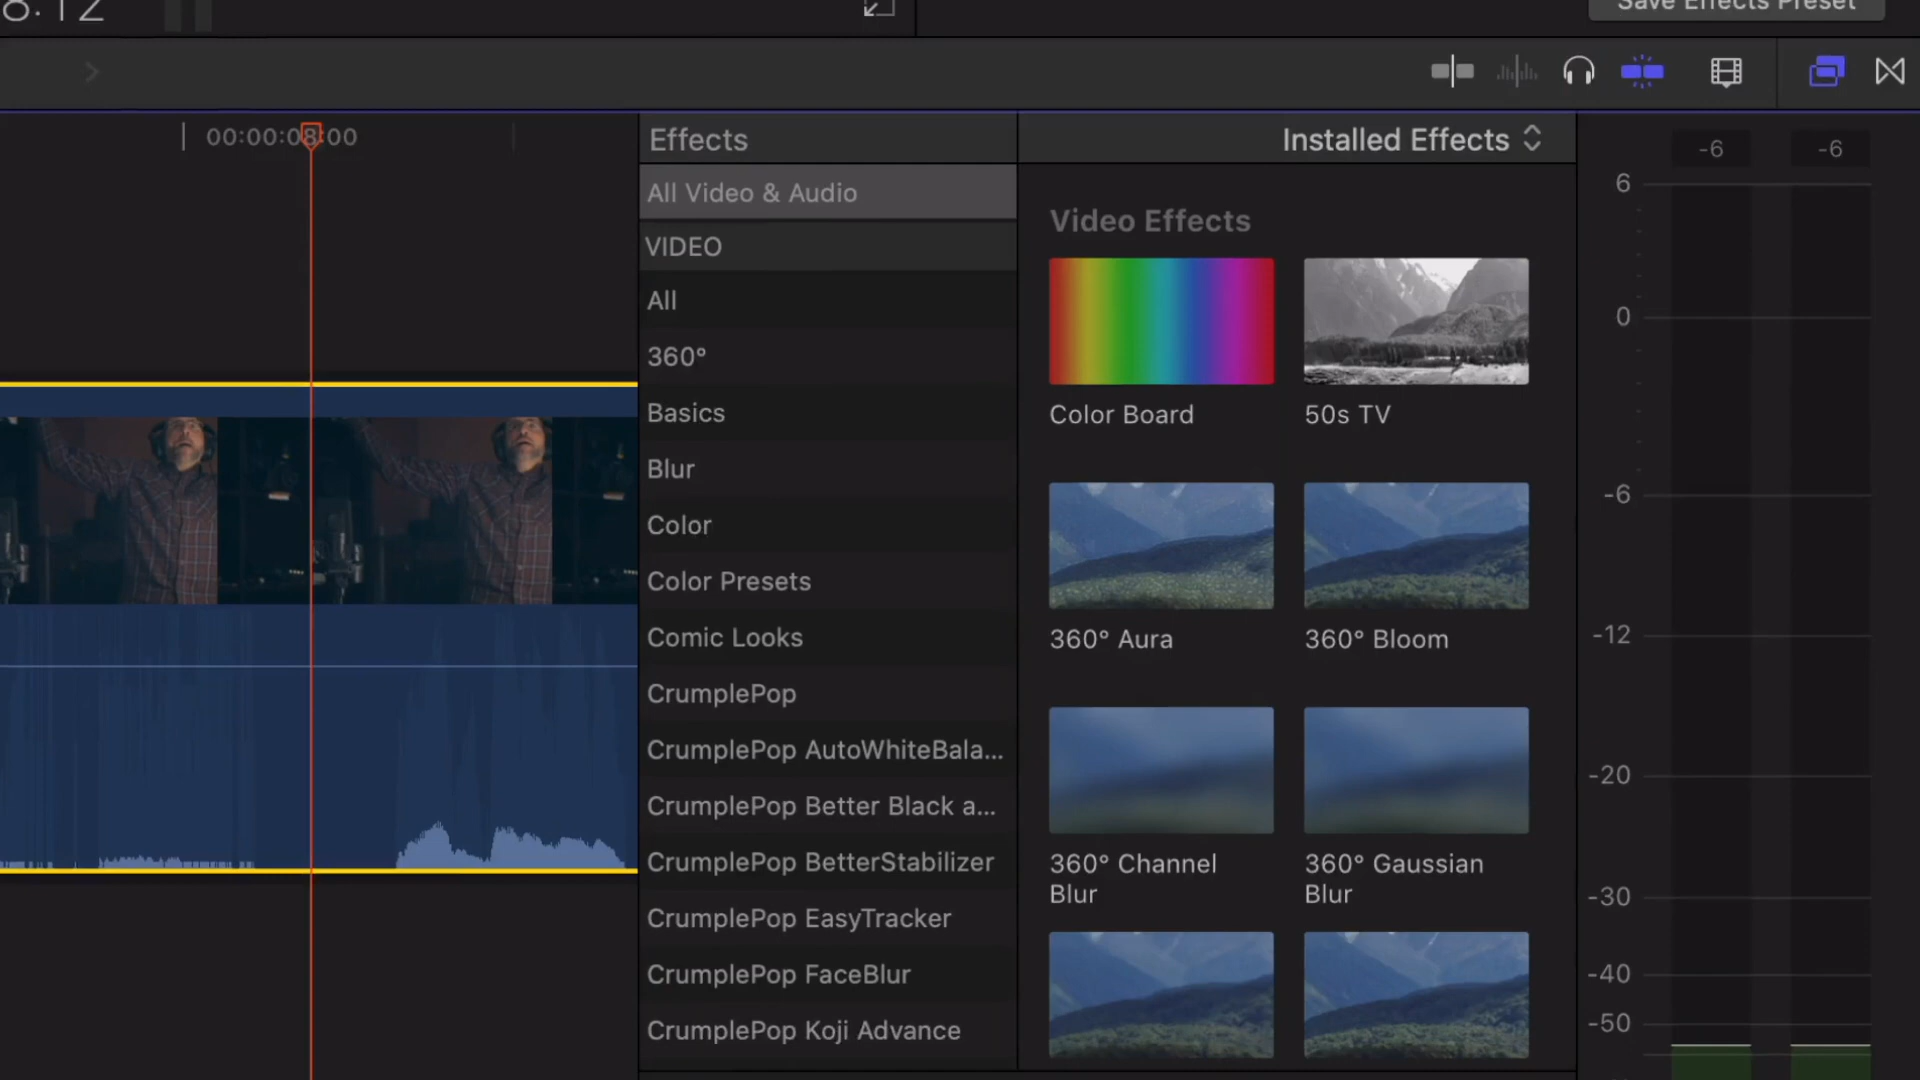 8:12
Save Effects Preset
00:00:08:00
Effects
Installed Effects
-6
-6
All Video & Audio
VIDEO
All
360°
Basics
Blur
Color
Color Presets
Comic Looks
CrumplePop
CrumplePop AutoWhiteBala...
CrumplePop Better Black a...
CrumplePop BetterStabilizer
CrumplePop EasyTracker
CrumplePop FaceBlur
CrumplePop Koji Advance
Video Effects
Color Board
50s TV
360° Aura
360° Bloom
360° Channel
Blur
360° Gaussian
Blur
6
0
-6
-12
-20
-30
-40
-50